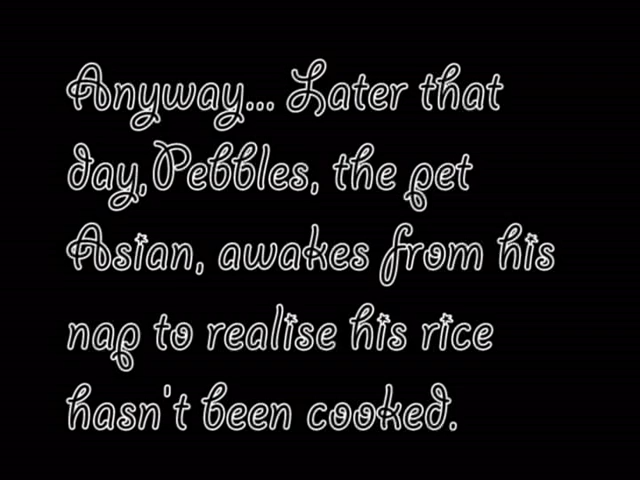 Anyway... Later that
day,Pebbles, the pet
Asian, awakes from his
nap to realise his rice
hasn't been cooked.